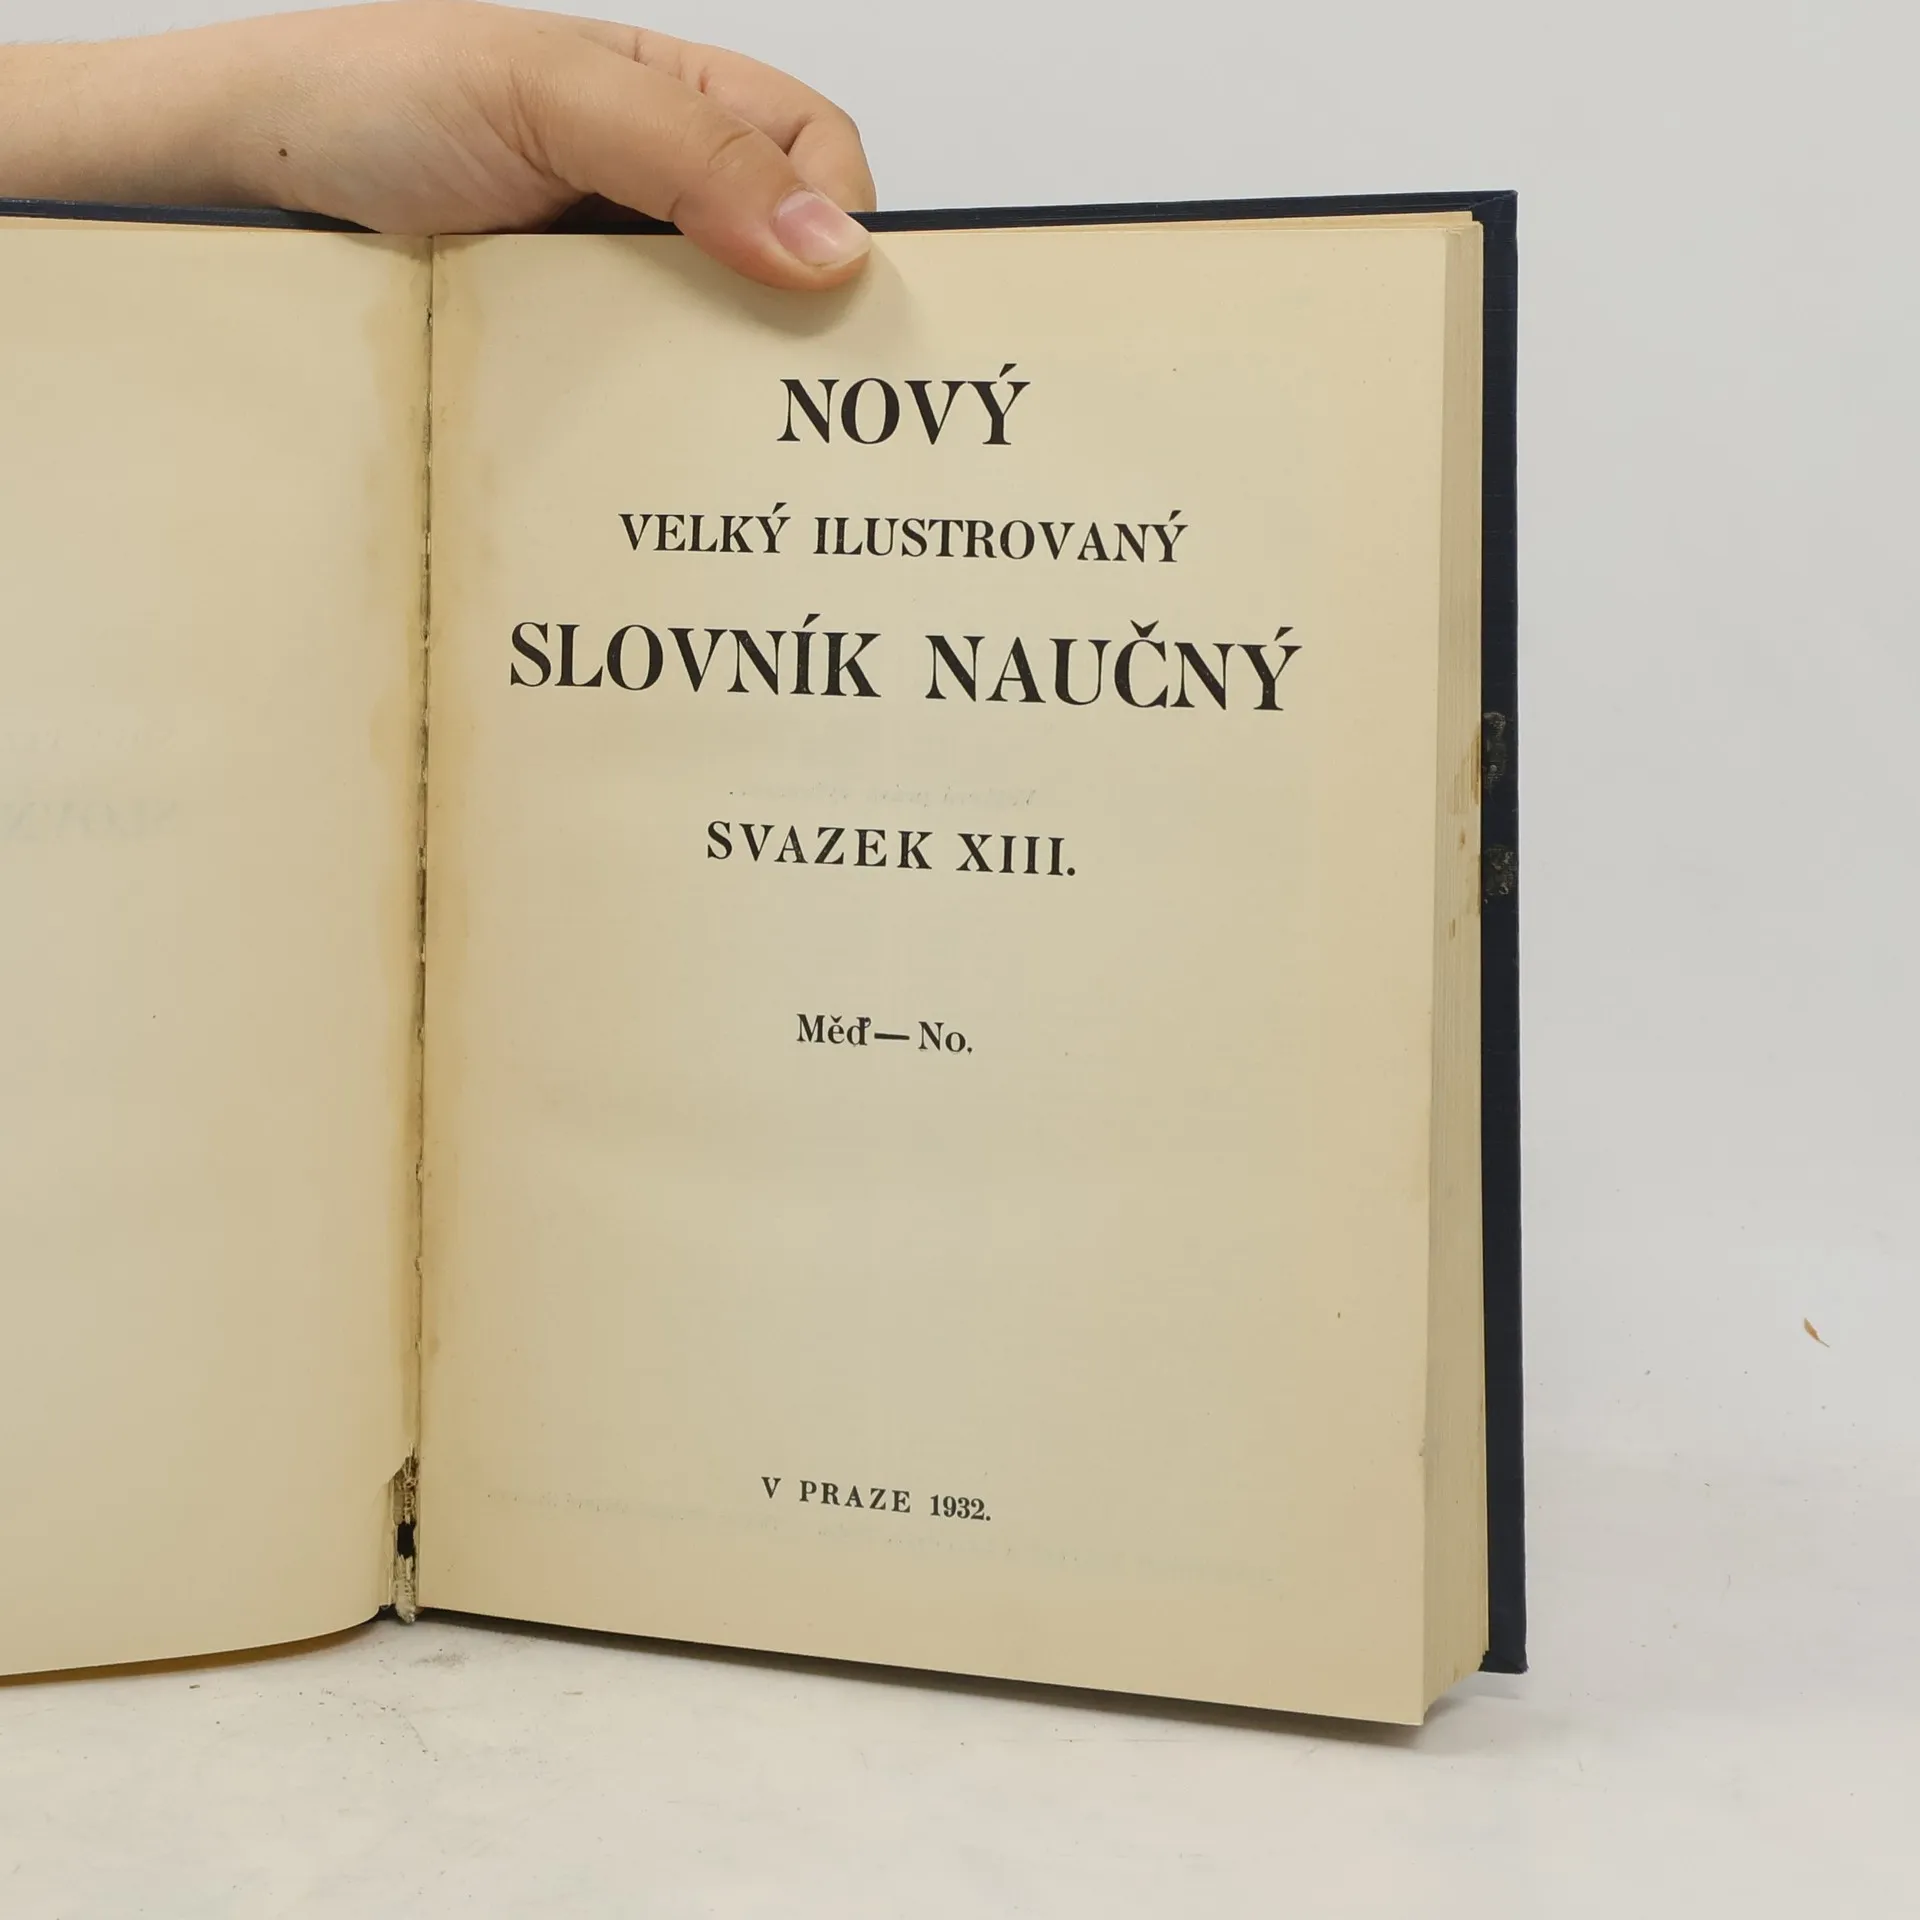 NOVÝ
VELKÝ ILUSTROVANÝ
SLOVNÍK NAUČNÝ
SVAZEK XIII.
Měď — No.
V PRAZE 1932.